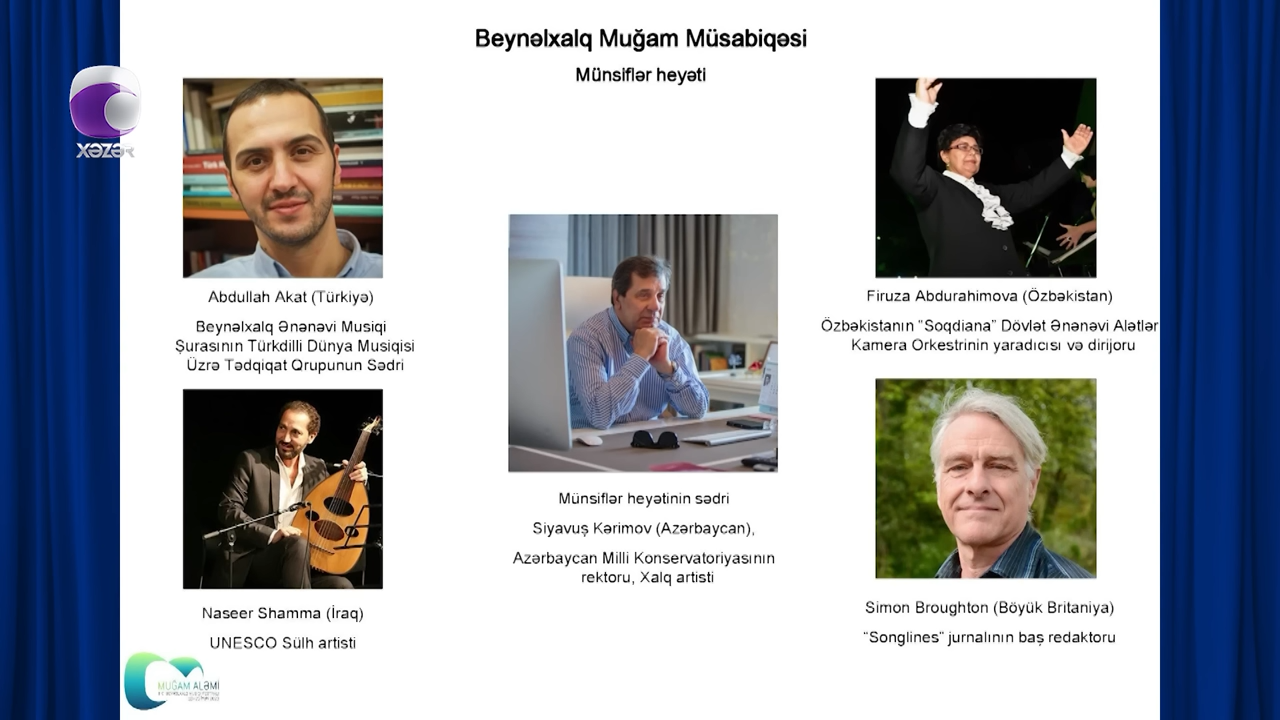 Beynəlxalq Muğam Müsabiqəsi
Münsiflər heyəti
XƏZƏR
Abdullah Akat (Türkiyə)
Beynəlxalq Ənənəvi Musiqi
Şurasının Türkdilli Dünya Musiqisi
Üzrə Tədqiqat Qrupunun Sədri
Naseer Shamma (İraq)
UNESCO Sülh artisti
Münsiflər heyətinin sədri
Siyavuş Kərimov (Azərbaycan),
Azərbaycan Milli Konservatoriyasının
rektoru, Xalq artisti
Firuza Abdurahimova (Özbəkistan)
Özbəkistanın “Soqdiana” Dövlət Ənənəvi Alətlər
Kamera Orkestrinin yaradıcısı və dirijoru
Simon Broughton (Böyük Britaniya)
“Songlines” jurnalının baş redaktoru
MUĞAM ALƏMİ